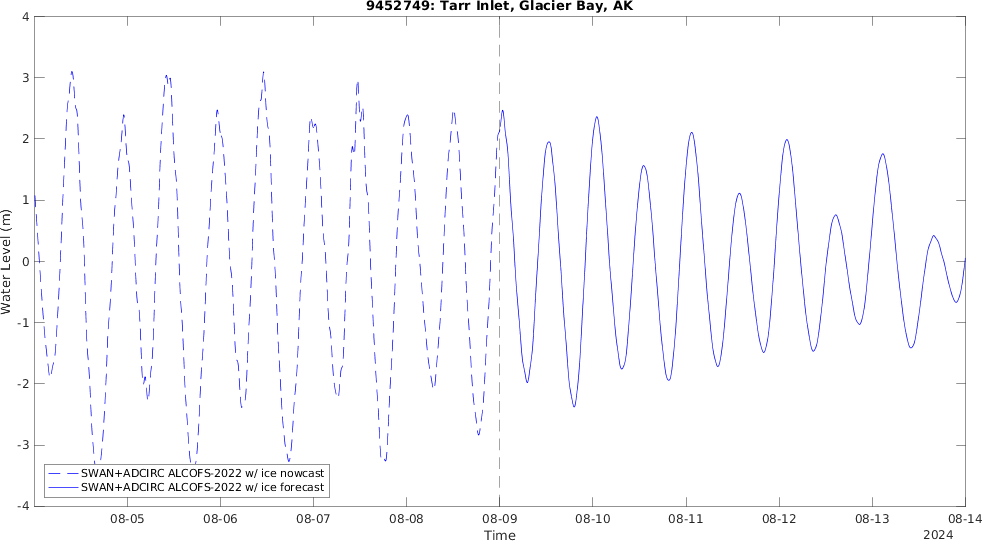 9452749: Tarr Inlet, Glacier Bay, AK
4
3
2
1
0
-1
-2
-3
-4
Water Level (m)
SWAN+ADCIRC ALCOFS-2022 w/ ice nowcast
SWAN+ADCIRC ALCOFS-2022 w/ ice forecast
08-05 08-06 08-07 08-08 08-09 08-10 08-11 08-12 08-13 08-14
Time
2024